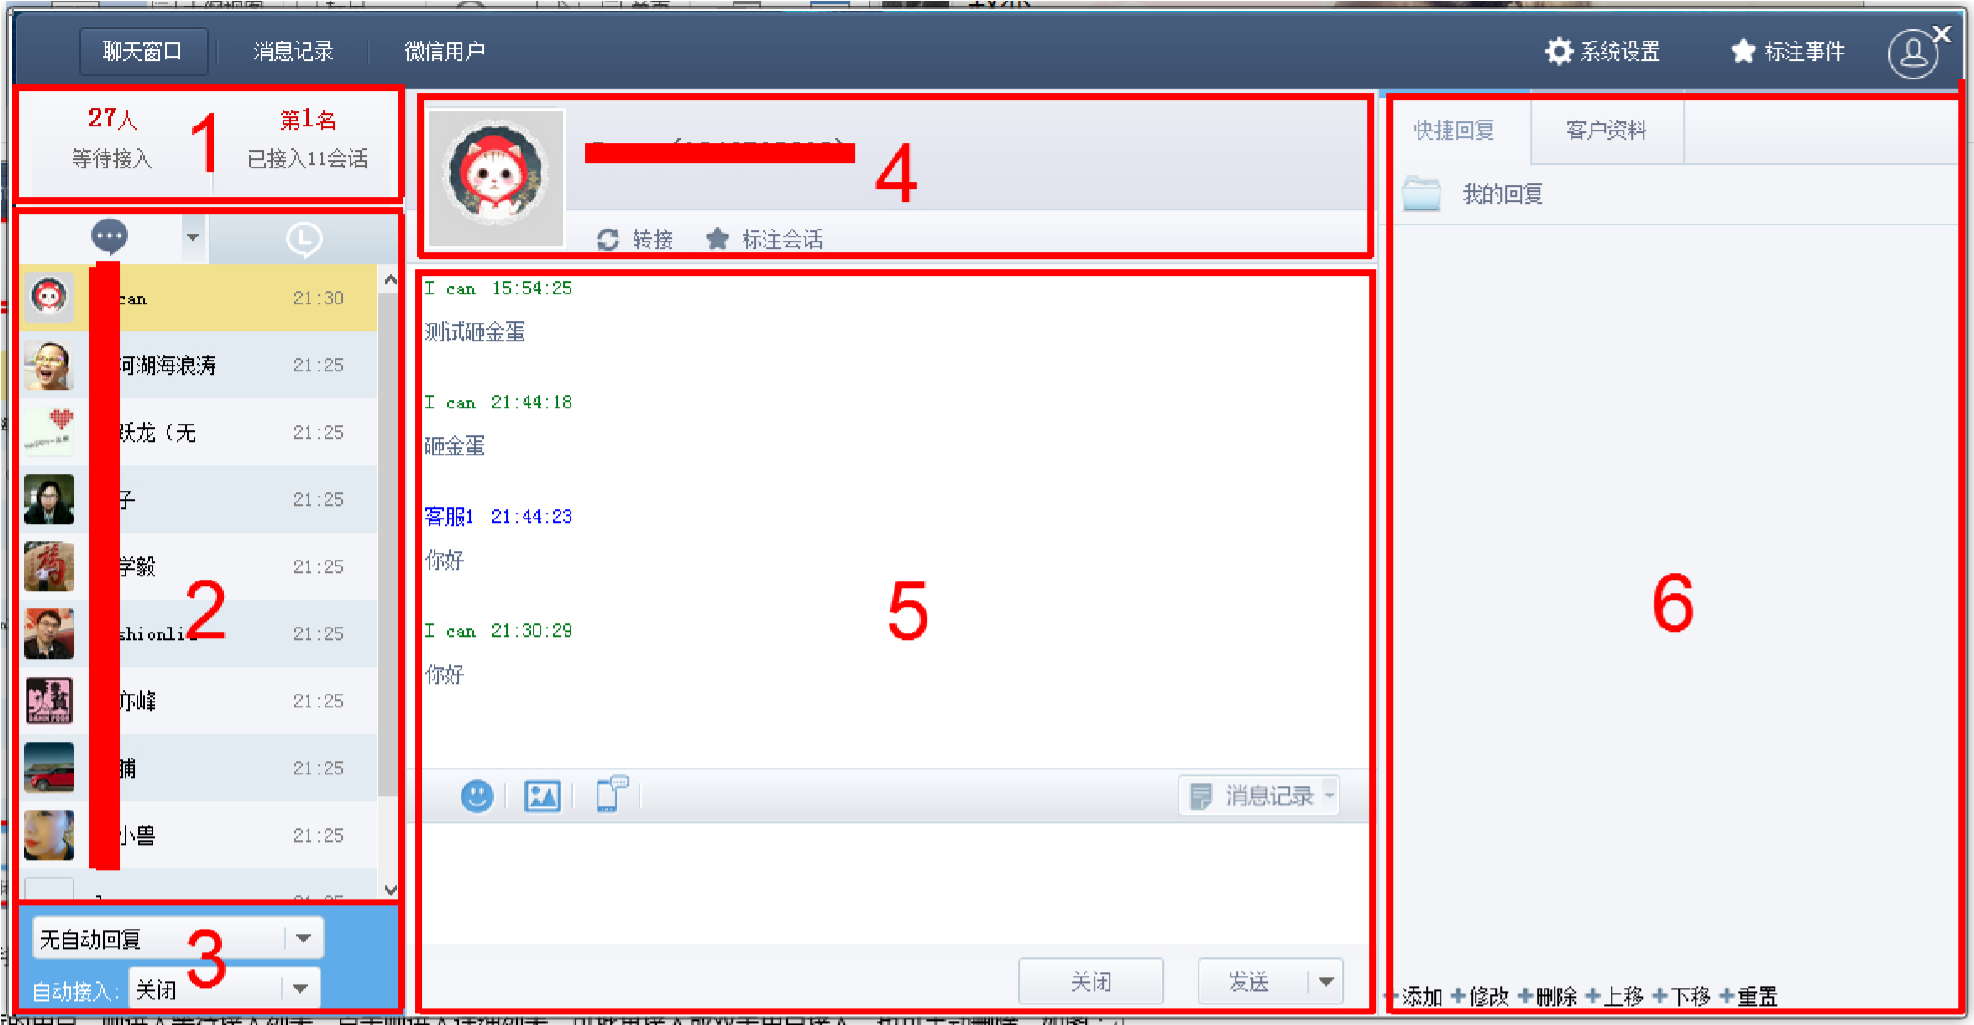 聊天窗口 消息记录 微信用户 系统设置 标注事件
27人 第1名
等待接入 已接入11会话
1
can 21:30
河湖海浪涛 21:25
跃龙（无 21:25
子 21:25
学毅 21:25
shionli 21:25
亦峰 21:25
脯 21:25
小兽 21:25
2
无自动回复
自动接入: 关闭
3
4
转接 标注会话
I can 15:54:25
测试砸金蛋
I can 21:44:18
砸金蛋
客服1 21:44:23
你好
I can 21:30:29
你好
5
消息记录
关闭 发送
快捷回复 客户资料
我的回复
6
添加 修改 删除 上移 下移 重置